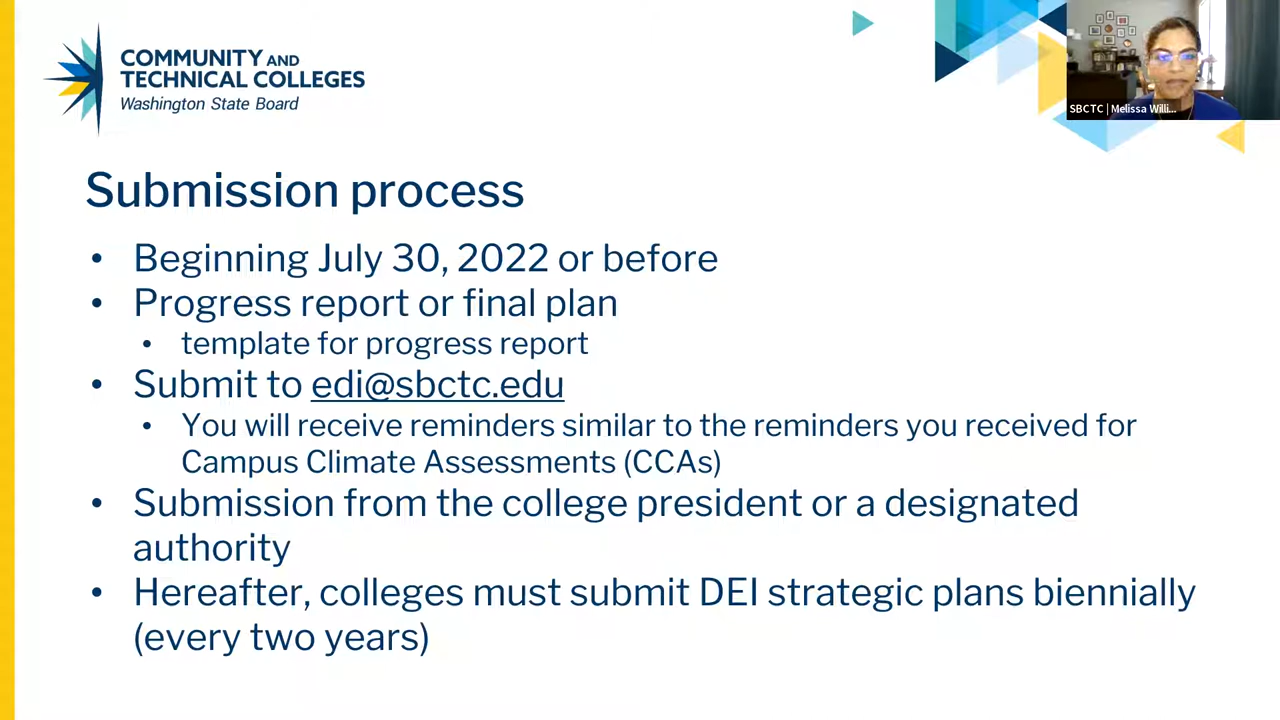 COMMUNITY AND
TECHNICAL COLLEGES
Washington State Board
SBCTC | Melissa Willi...
Submission process
• Beginning July 30, 2022 or before
• Progress report or final plan
• template for progress report
• Submit to edi@sbctc.edu
• You will receive reminders similar to the reminders you received for
Campus Climate Assessments (CCAs)
• Submission from the college president or a designated
authority
• Hereafter, colleges must submit DEI strategic plans biennially
(every two years)